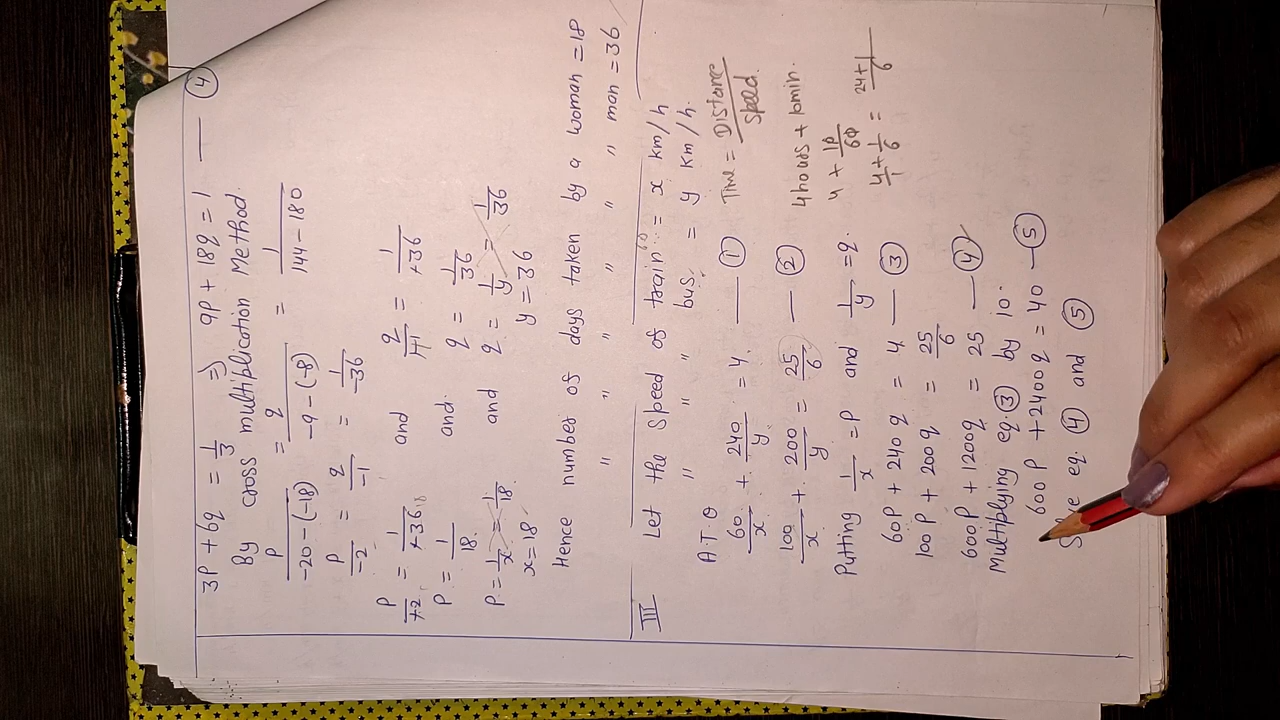 3P + 6q = 1/3 ⇒ 9P + 18q = 1 — ④
By cross multiplication Method.
P/-20-(-18) = q/-9-(-8) = 1/144-180
P/-2 = q/-1 = 1/-36
P/+2 = 1/+36 and q/+1 = 1/+36
P = 1/18 and q = 1/36
P = 1/x = 1/18 and q = 1/y = 1/36
x = 18 y = 36
Hence number of days taken by a woman = 18
" " " " " " man = 36
III Let the speed of train = x km/h
" " " " bus = y km/h.
A.T.Q
60/x + 240/y = 4. — ①
Time = Distance/Speed.
100/x + 200/y = 25/6 — ②
4 hours + 10 min.
4 + 10/60
Putting 1/x = P and 1/y = q.
4/1 + 1/6 = 24+1/6
60P + 240q = 4 — ③
100P + 200q = 25/6
600P + 1200q = 25 — ④
Multiplying eq ③ by 10.
600P + 2400q = 40 — ⑤
eq ④ and ⑤